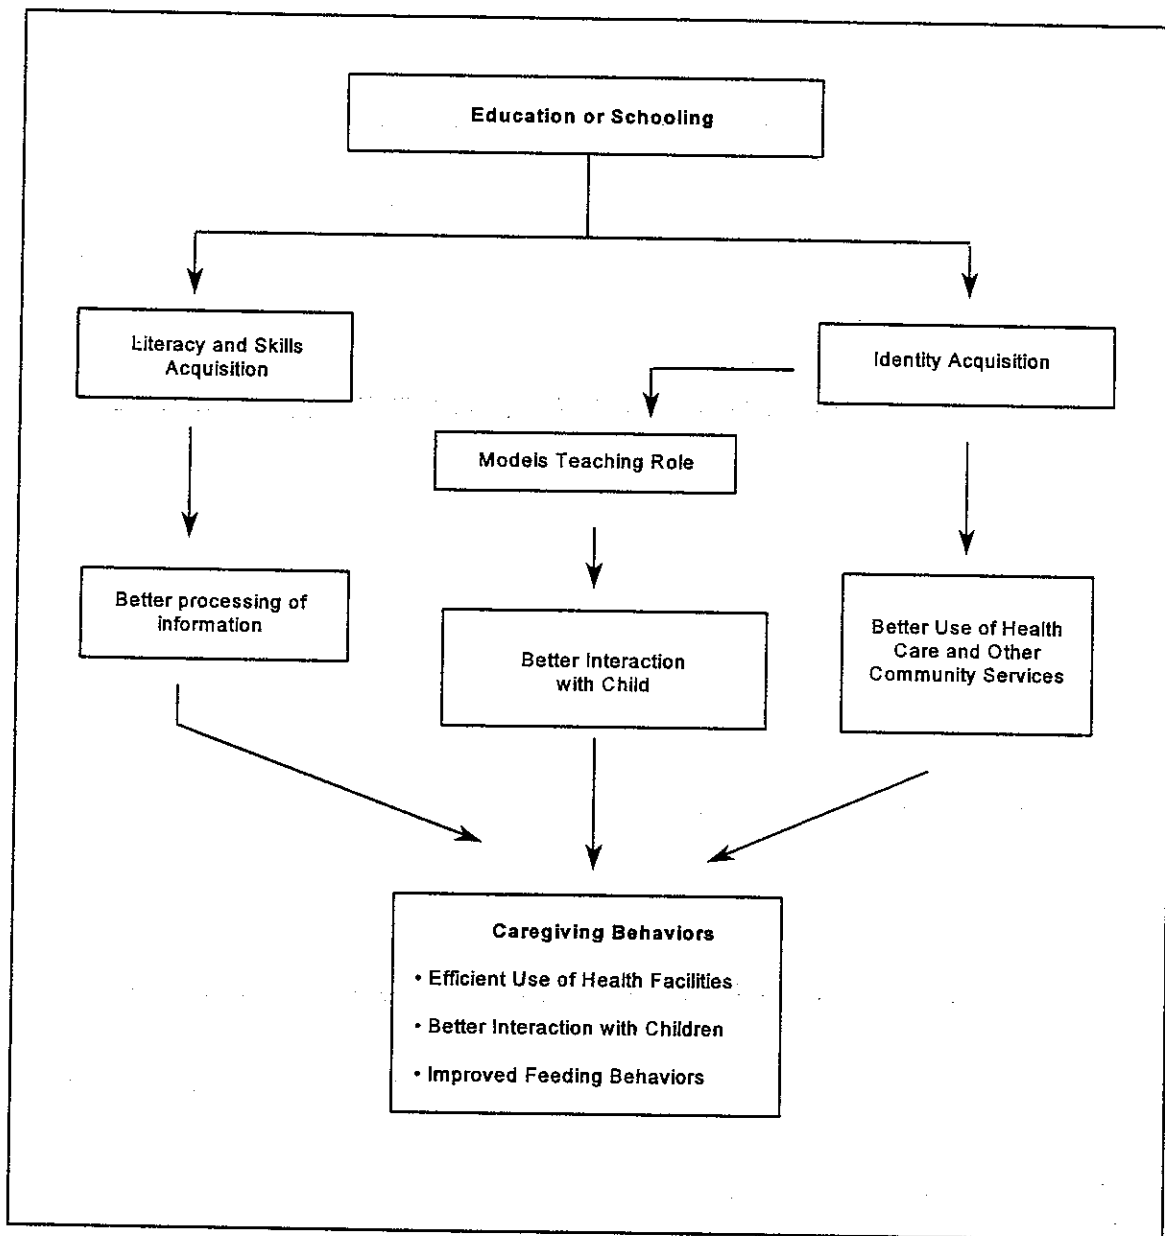 Education or Schooling
Literacy and Skills
Acquisition
Identity Acquisition
Models Teaching Role
Better processing of
information
Better Interaction
with Child
Better Use of Health
Care and Other
Community Services
Caregiving Behaviors
• Efficient Use of Health Facilities
• Better Interaction with Children
• Improved Feeding Behaviors